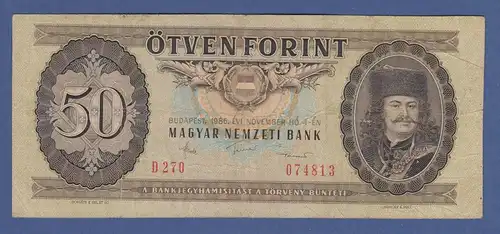 ÖTVEN FORINT
50
BUDAPEST, 1986. ÉVI NOVEMBER HÓ 4-ÉN
MAGYAR NEMZETI BANK
D 270 074813
A BANKJEGYHAMISÍTÁST A TÖRVÉNY BÜNTETI